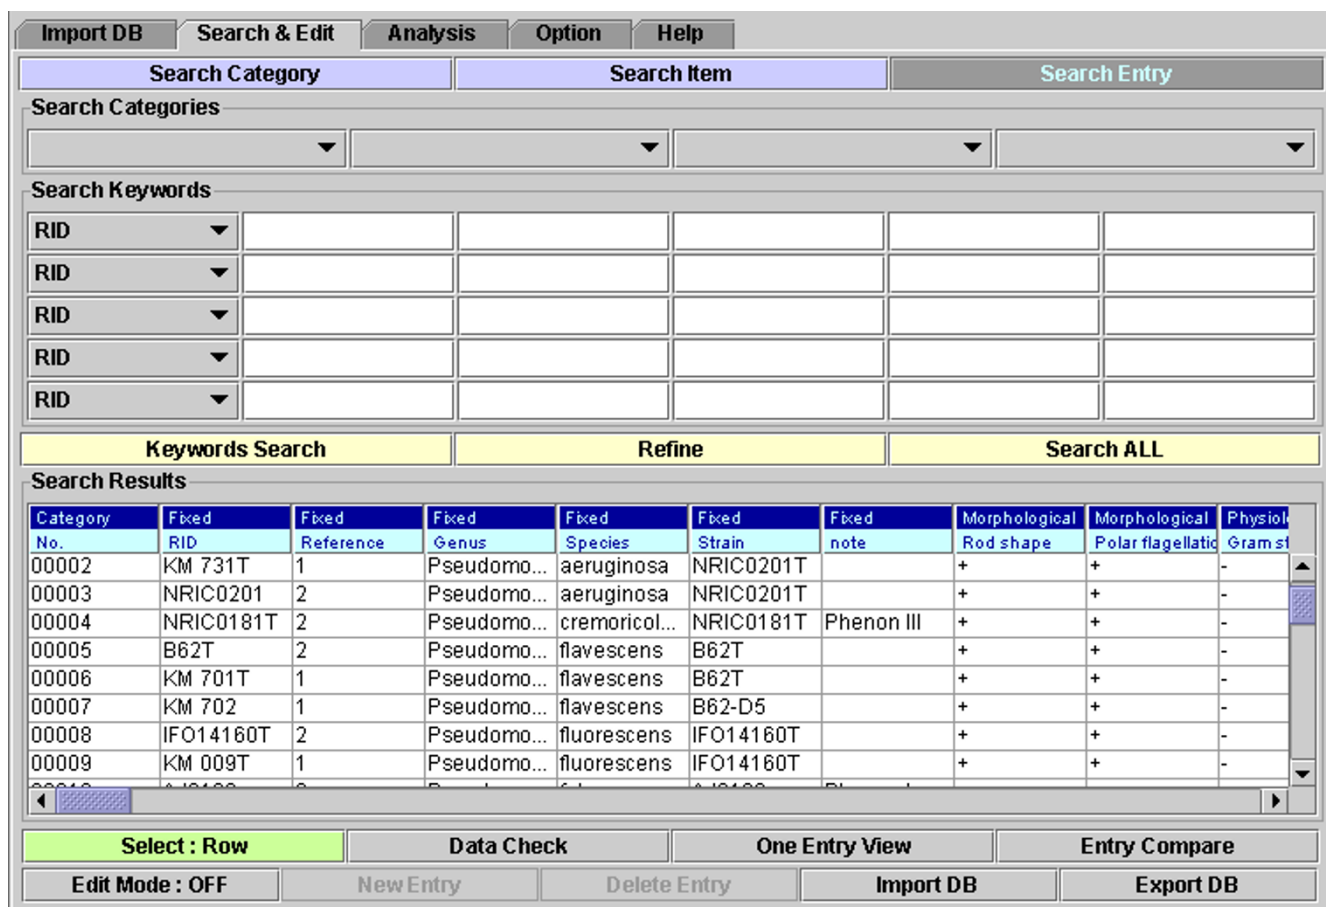 Import DB Search & Edit Analysis Option Help
Search Category Search Item Search Entry
Search Categories
Search Keywords
RID
RID
RID
RID
RID
Keywords Search Refine Search ALL
Search Results
Category Fixed Fixed Fixed Fixed Fixed Fixed Morphological Morphological
No. RID Reference Genus Species Strain note Rod shape Polar
00002 KM 731T 1 Pseudomo... aeruginosa NRIC0201T + + -
00003 NRIC0201 2 Pseudomo... aeruginosa NRIC0201T + + -
00004 NRIC0181T 2 Pseudomo... cremoricol... NRIC0181T Phenon III + + -
00005 B62T 2 Pseudomo... flavescens B62T + + -
00006 KM 701T 1 Pseudomo... flavescens B62T + + -
00007 KM 702 1 Pseudomo... flavescens B62-D5 + + -
00008 IFO14160T 2 Pseudomo... fluorescens IFO14160T + + -
00009 KM 009T 1 Pseudomo... fluorescens IFO14160T + + -
Select : Row Data Check One Entry View Entry Compare
Edit Mode : OFF New Entry Delete Entry Import DB Export DB